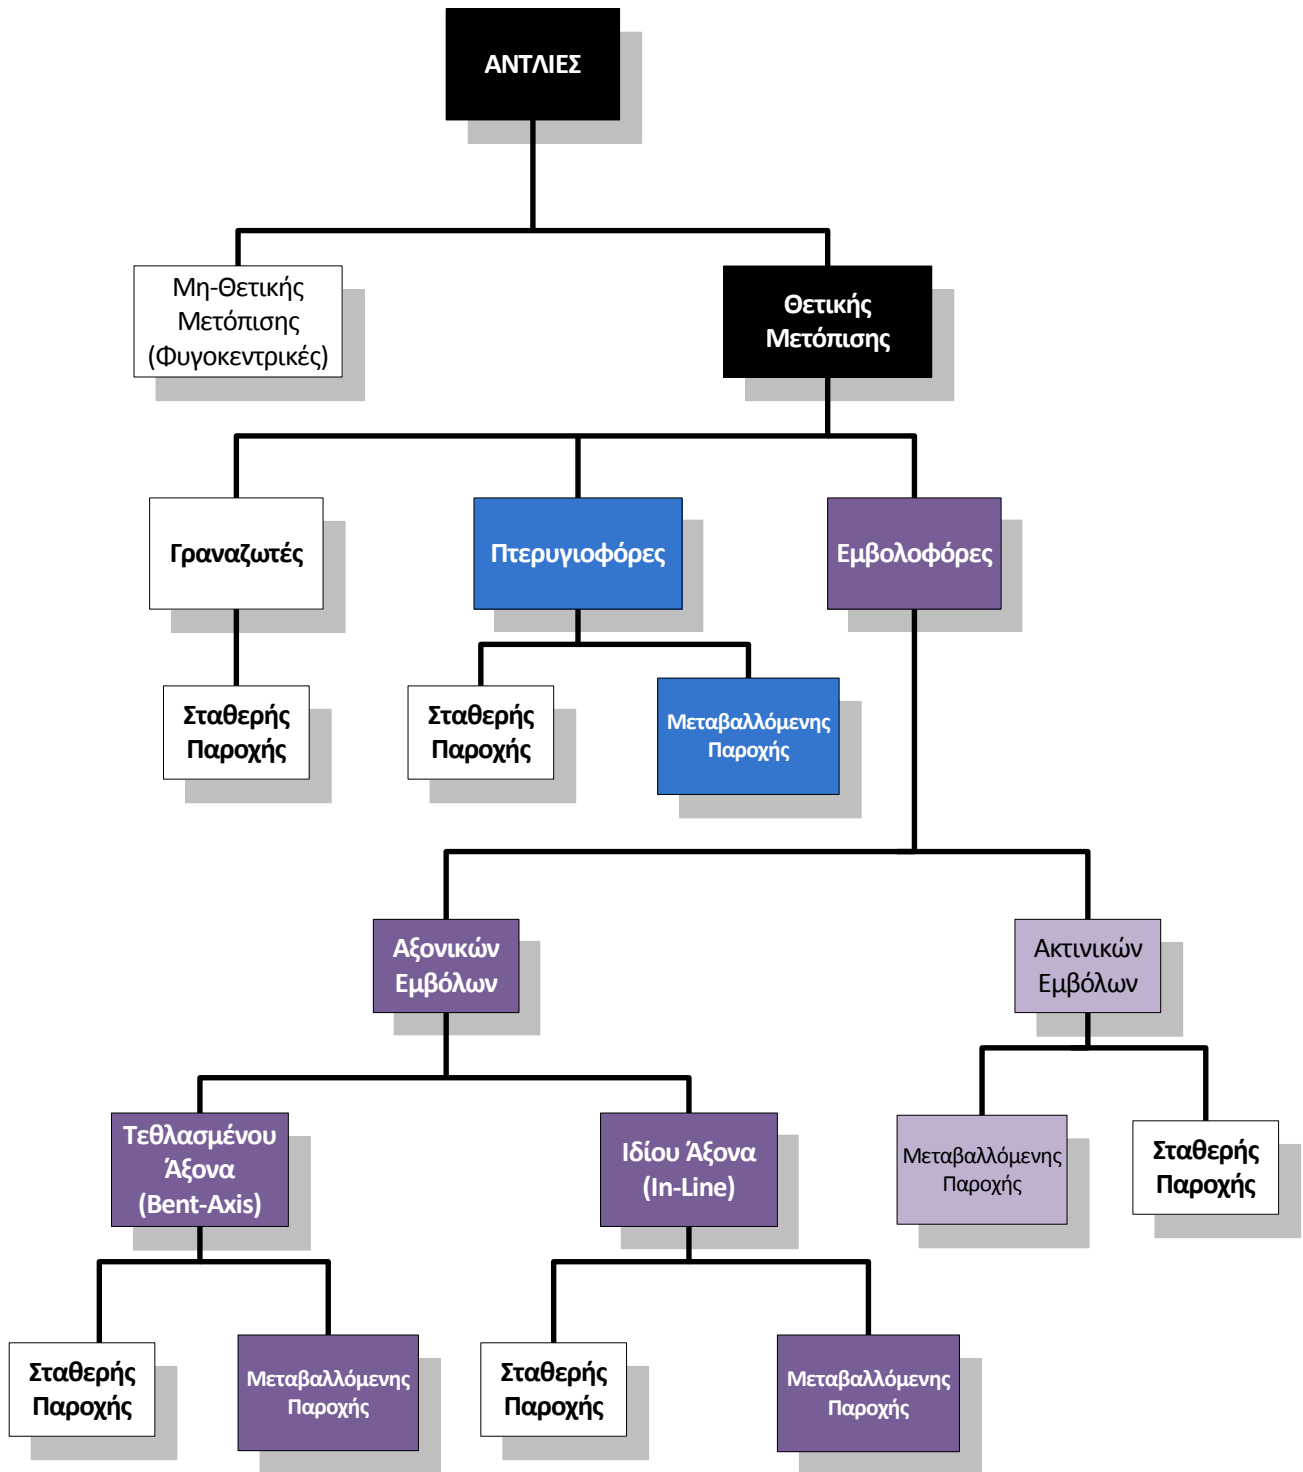 ΑΝΤΛΙΕΣ
Μη-Θετικής
Μετόπισης
(Φυγοκεντρικές)
Θετικής
Μετόπισης
Γραναζωτές
Πτερυγιοφόρες
Εμβολοφόρες
Σταθερής
Παροχής
Σταθερής
Παροχής
Μεταβαλλόμενης
Παροχής
Αξονικών
Εμβόλων
Ακτινικών
Εμβόλων
Τεθλασμένου
Άξονα
(Bent-Axis)
Ιδίου Άξονα
(In-Line)
Μεταβαλλόμενης
Παροχής
Σταθερής
Παροχής
Σταθερής
Παροχής
Μεταβαλλόμενης
Παροχής
Σταθερής
Παροχής
Μεταβαλλόμενης
Παροχής